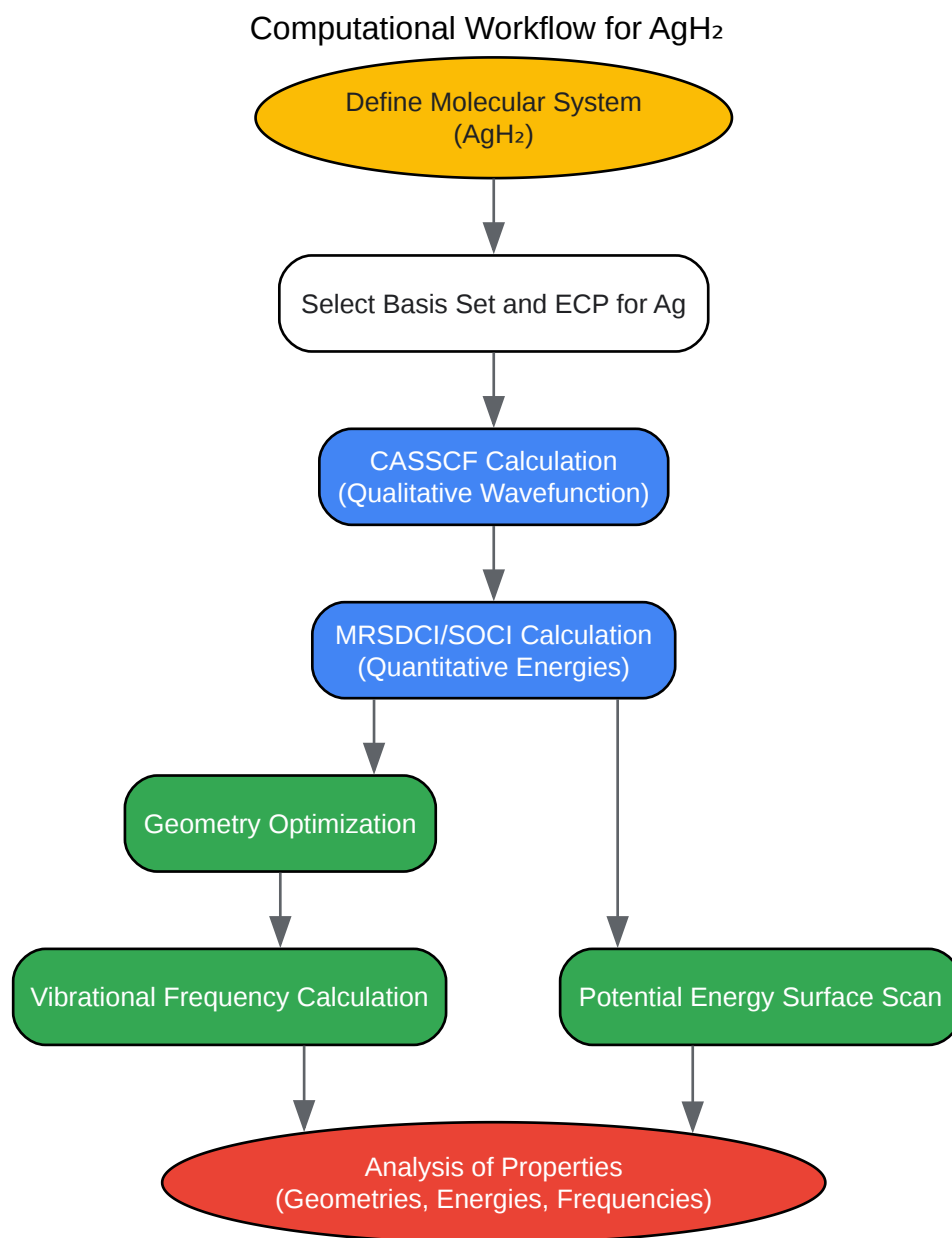 Computational Workflow for AgH₂
Define Molecular System
(AgH₂)
Select Basis Set and ECP for Ag
CASSCF Calculation
(Qualitative Wavefunction)
MRSDCI/SOCI Calculation
(Quantitative Energies)
Geometry Optimization
Vibrational Frequency Calculation
Potential Energy Surface Scan
Analysis of Properties
(Geometries, Energies, Frequencies)